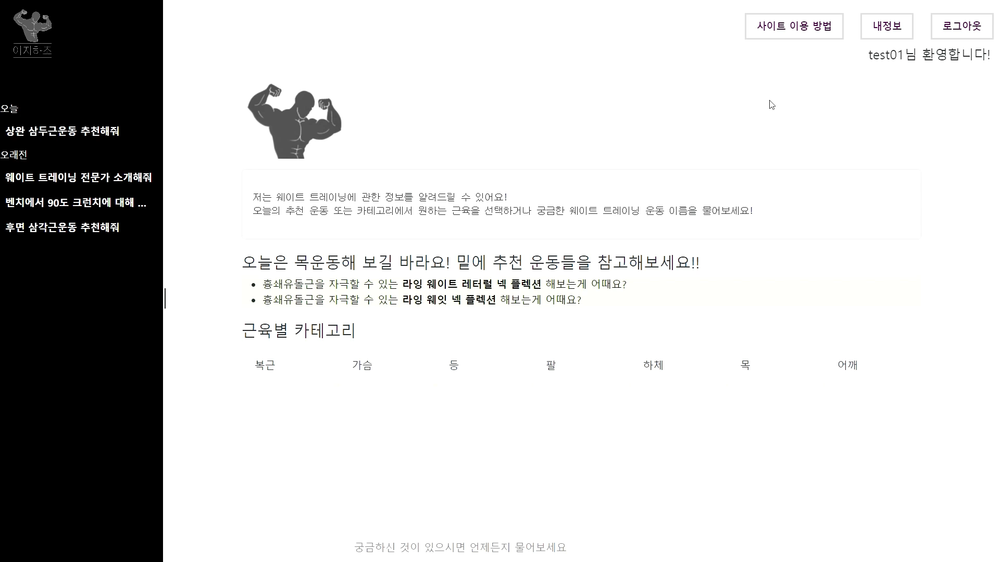 이지하조
사이트 이용 방법
내정보
로그아웃
test01님 환영합니다!
오늘
상완 삼두근운동 추천해줘
오래전
웨이트 트레이닝 전문가 소개해줘
벤치에서 90도 크런치에 대해 ...
후면 삼각근운동 추천해줘
저는 웨이트 트레이닝에 관한 정보를 알려드릴 수 있어요!
오늘의 추천 운동 또는 카테고리에서 원하는 근육을 선택하거나 궁금한 웨이트 트레이닝 운동 이름을 물어보세요!
오늘은 목운동해 보길 바라요! 밑에 추천 운동들을 참고해보세요!!
흉쇄유돌근을 자극할 수 있는 라잉 웨이트 레터럴 넥 플렉션 해보는게 어때요?
흉쇄유돌근을 자극할 수 있는 라잉 웨잇 넥 플렉션 해보는게 어때요?
근육별 카테고리
복근 가슴 등 팔 하체 목 어깨
궁금하신 것이 있으시면 언제든지 물어보세요